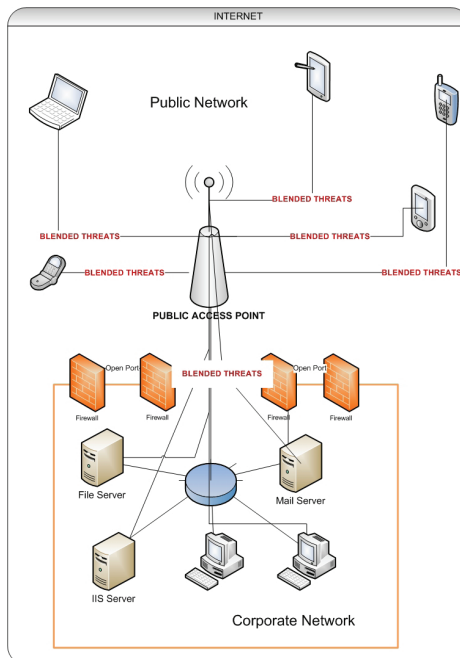 INTERNET
Public Network
BLENDED THREATS
BLENDED THREATS
BLENDED THREATS
BLENDED THREATS
BLENDED THREATS
PUBLIC ACCESS POINT
Open Port
BLENDED THREATS
Open Port
Firewall
Firewall
Firewall
Firewall
File Server
Mail Server
IIS Server
Corporate Network